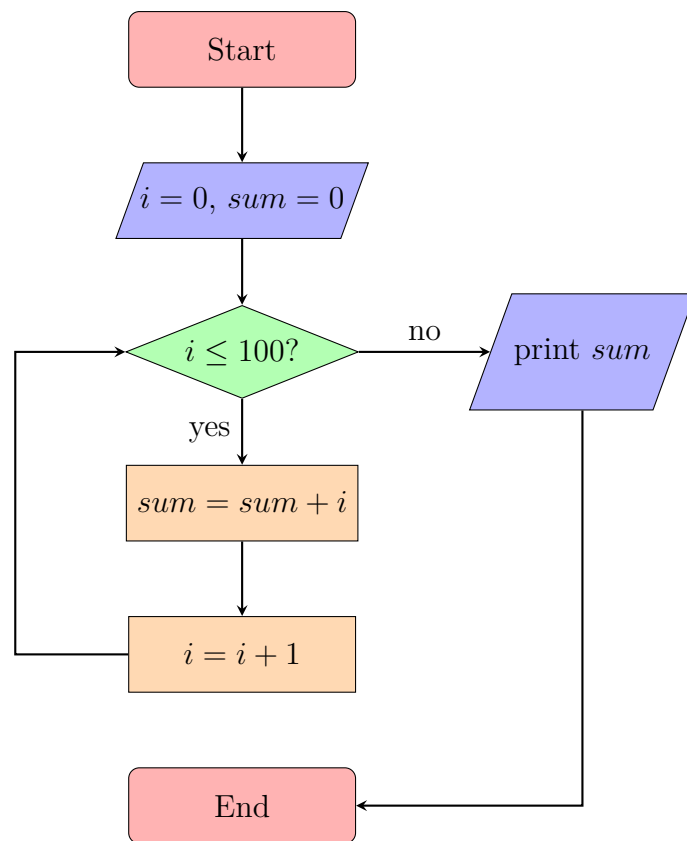 Start
i = 0, sum = 0
i ≤ 100?
no
print sum
yes
sum = sum + i
i = i + 1
End